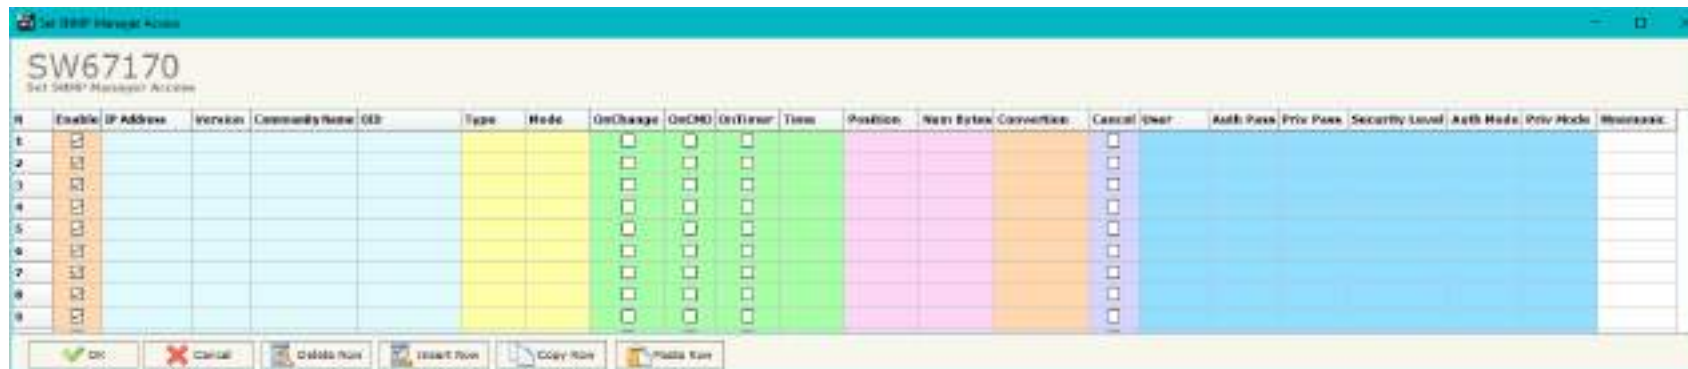 Set SNMP Manager Access
SW67170
Set SNMP Manager Access
N Enable IP Address Version Community Name OID Type Mode OnChange OnCMD OnTimer Time Position Num Bytes Convertion Cancel User Auth Pass Priv Pass Security Level Auth Mode Priv Mode Mnemonic
1
2
3
4
5
6
7
8
9
OK Cancel Delete Row Insert Row Copy Row Paste Row